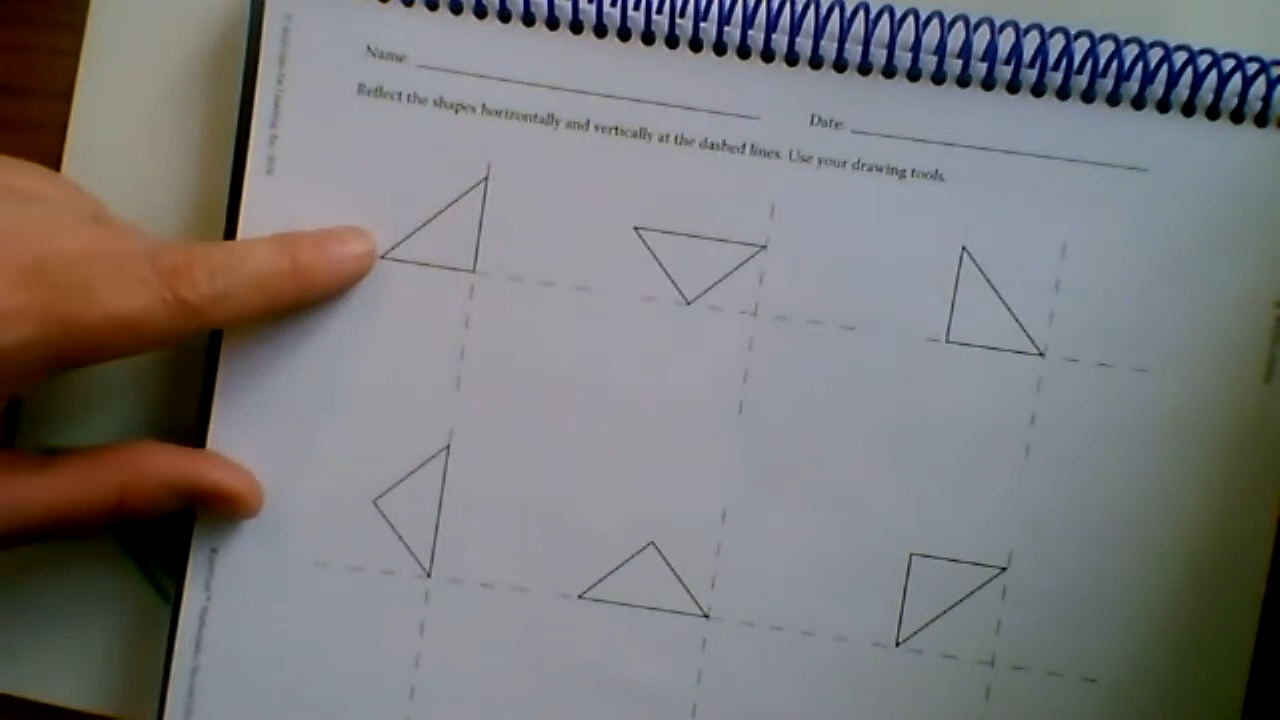 Name:
Date:
Reflect the shapes horizontally and vertically at the dashed lines. Use your drawing tools.